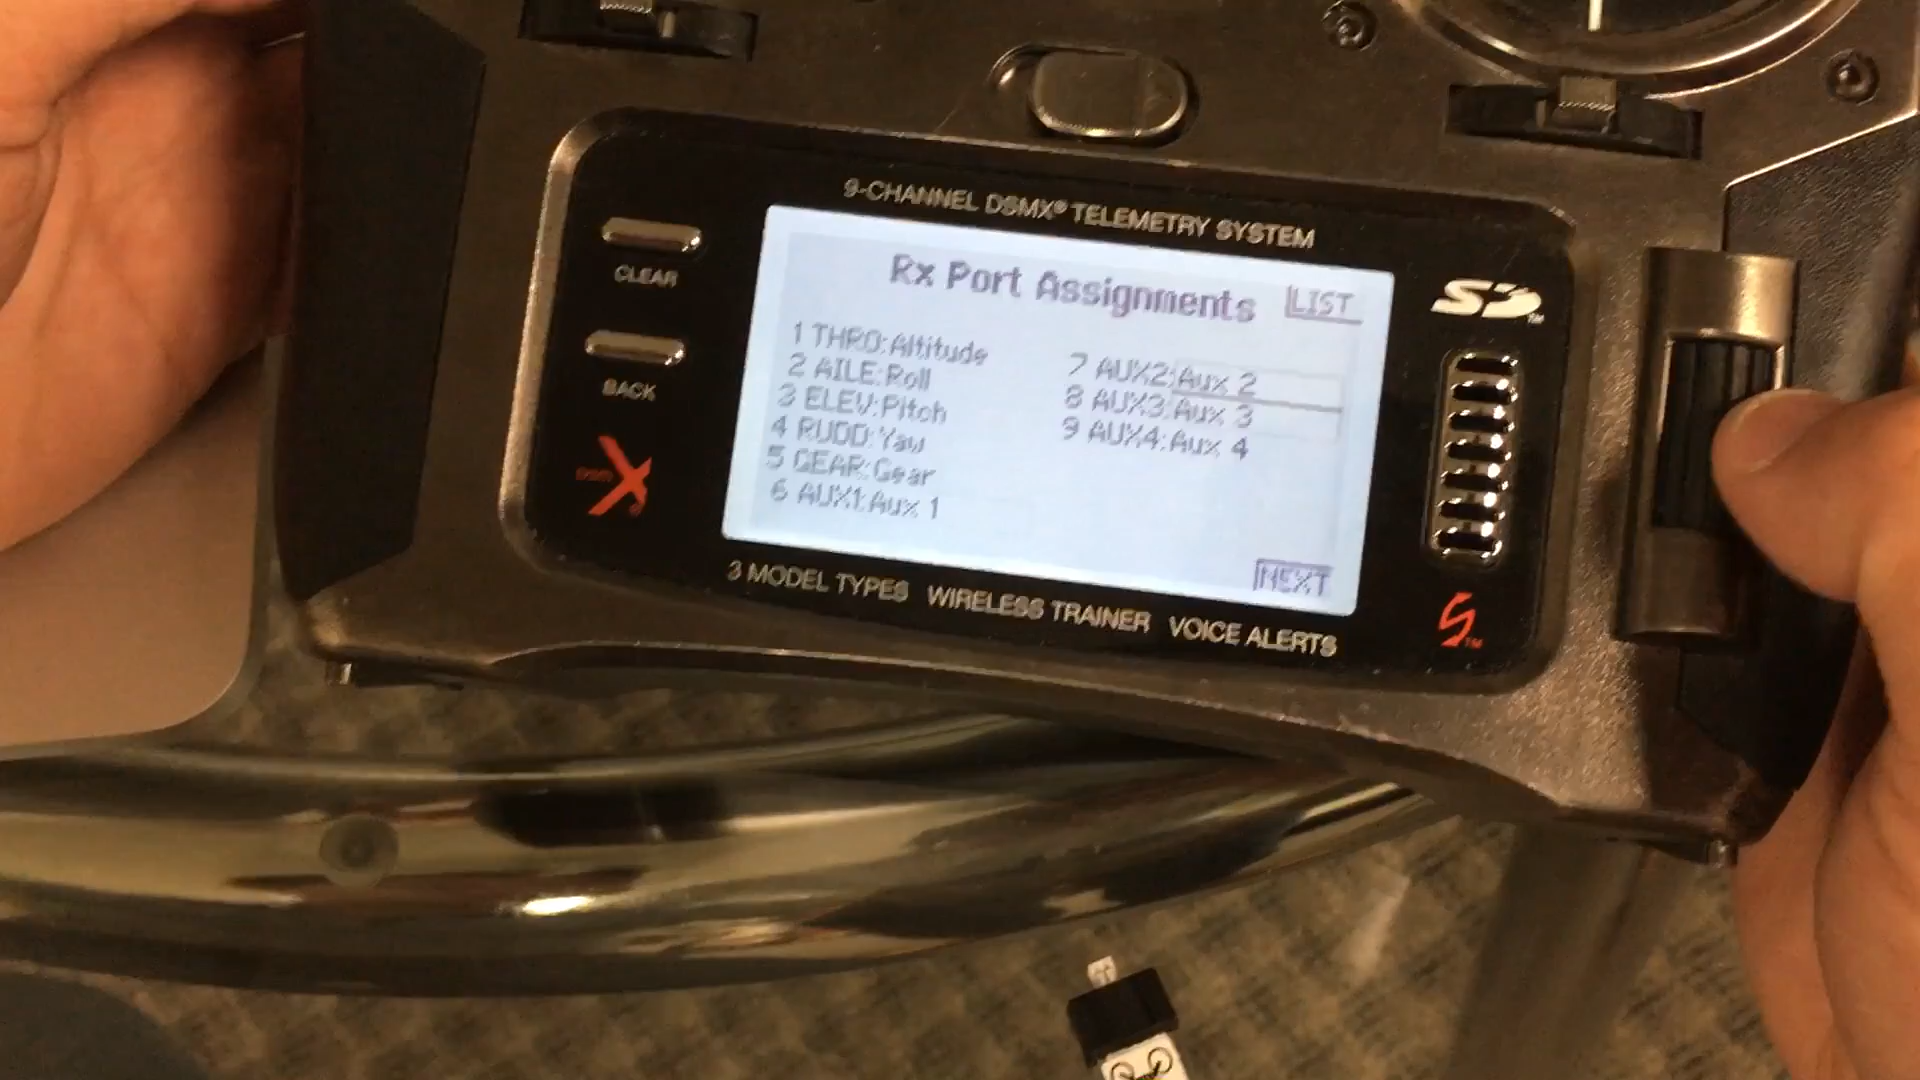 9-CHANNEL DSMX® TELEMETRY SYSTEM
CLEAR
BACK
Rx Port Assignments
LIST
1 THRO:Altitude
2 AILE:Roll
3 ELEV:Pitch
4 RUDD:Yaw
5 GEAR:Gear
6 AUX1:Aux 1
7 AUX2:Aux 2
8 AUX3:Aux 3
9 AUX4:Aux 4
NEXT
3 MODEL TYPES WIRELESS TRAINER VOICE ALERTS
SD™